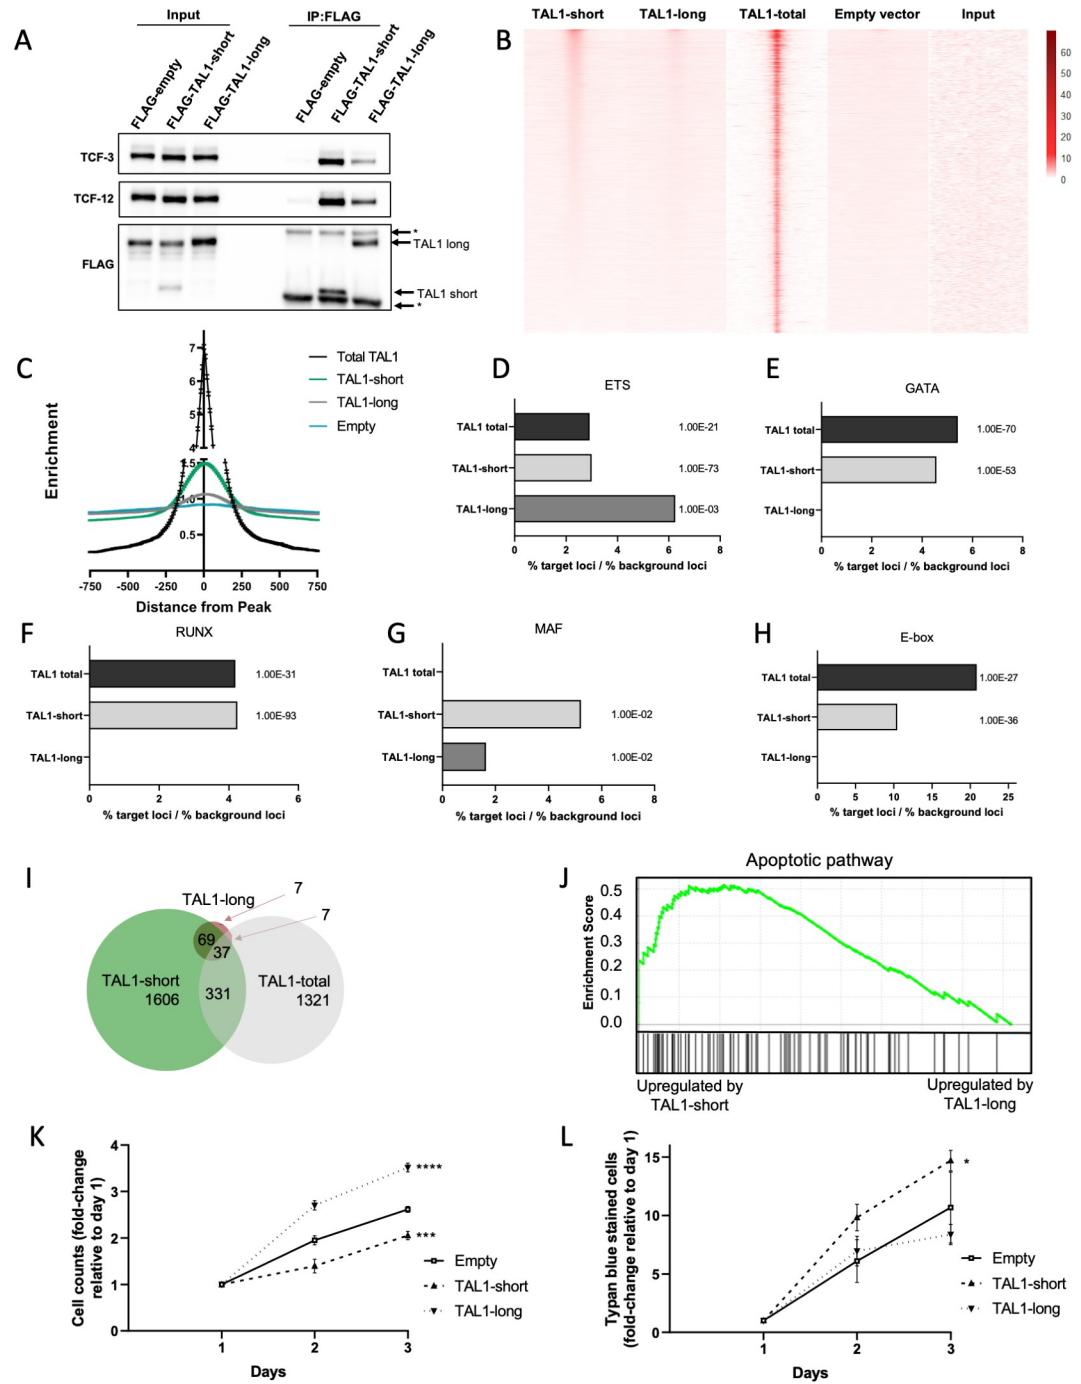 A
Input
IP:FLAG
FLAG-empty
FLAG-TAL1-short
FLAG-TAL1-long
FLAG-empty
FLAG-TAL1-short
FLAG-TAL1-long
TCF-3
TCF-12
FLAG
*
TAL1 long
TAL1 short
*
B
TAL1-short
TAL1-long
TAL1-total
Empty vector
Input
60
50
40
30
20
10
0
C
Enrichment
7
6
5
4
1.5
1.0
0.5
-750
-500
-250
0
250
500
750
Distance from Peak
Total TAL1
TAL1-short
TAL1-long
Empty
D
ETS
TAL1 total
1.00E-21
TAL1-short
1.00E-73
TAL1-long
1.00E-03
0
2
4
6
8
% target loci / % background loci
E
GATA
TAL1 total
1.00E-70
TAL1-short
1.00E-53
TAL1-long
0
2
4
6
8
% target loci / % background loci
F
RUNX
TAL1 total
1.00E-31
TAL1-short
1.00E-93
TAL1-long
0
2
4
6
% target loci / % background loci
G
MAF
TAL1 total
TAL1-short
1.00E-02
TAL1-long
1.00E-02
0
2
4
6
8
% target loci / % background loci
H
E-box
TAL1 total
1.00E-27
TAL1-short
1.00E-36
TAL1-long
0
5
10
15
20
25
% target loci / % background loci
I
TAL1-long
7
7
69
37
TAL1-short
1606
331
TAL1-total
1321
J
Apoptotic pathway
Enrichment Score
0.5
0.4
0.3
0.2
0.1
0.0
Upregulated by
TAL1-short
Upregulated by
TAL1-long
K
Cell counts (fold-change
relative to day 1)
4
3
2
1
0
1
2
3
Days
****
***
Empty
TAL1-short
TAL1-long
L
Typan blue stained cells
(fold-change relative to day 1)
15
10
5
0
1
2
3
Days
*
Empty
TAL1-short
TAL1-long